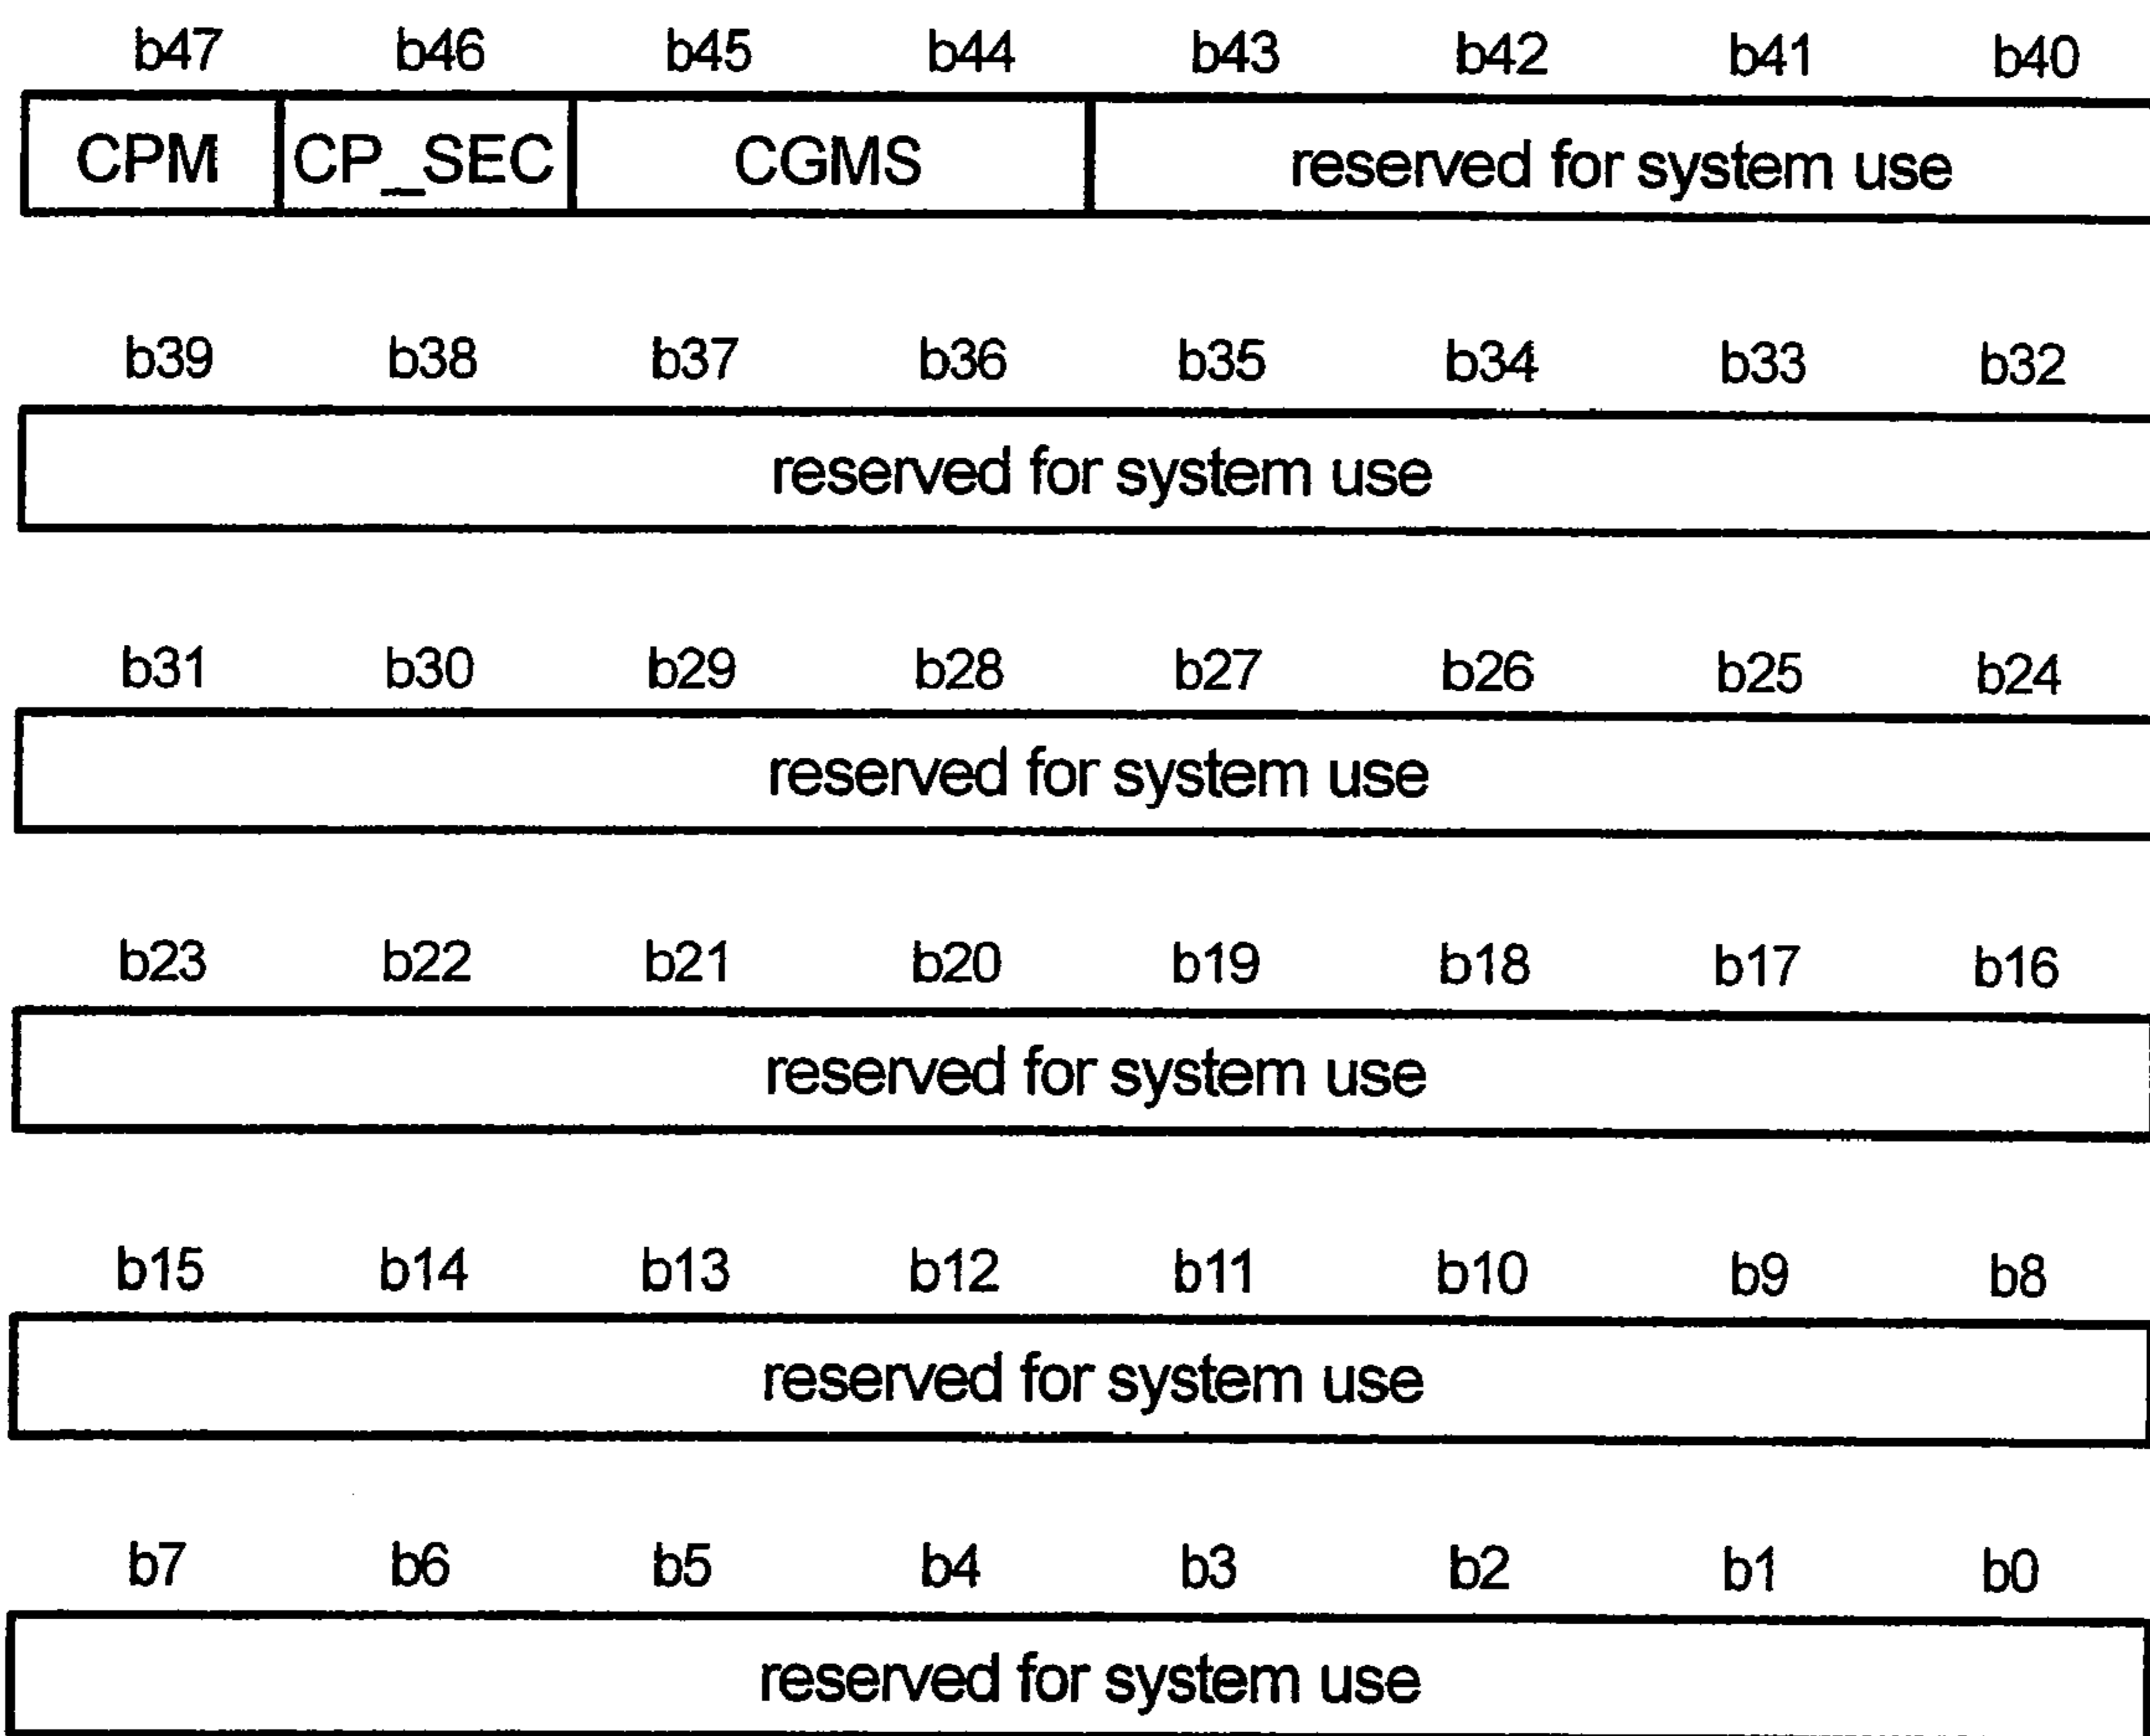 b47 b46 b45 b44 b43 b42 b41 b40
CPM CP_SEC CGMS reserved for system use
b39 b38 b37 b36 b35 b34 b33 b32
reserved for system use
b31 b30 b29 b28 b27 b26 b25 b24
reserved for system use
b23 b22 b21 b20 b19 b18 b17 b16
reserved for system use
b15 b14 b13 b12 b11 b10 b9 b8
reserved for system use
b7 b6 b5 b4 b3 b2 b1 b0
reserved for system use